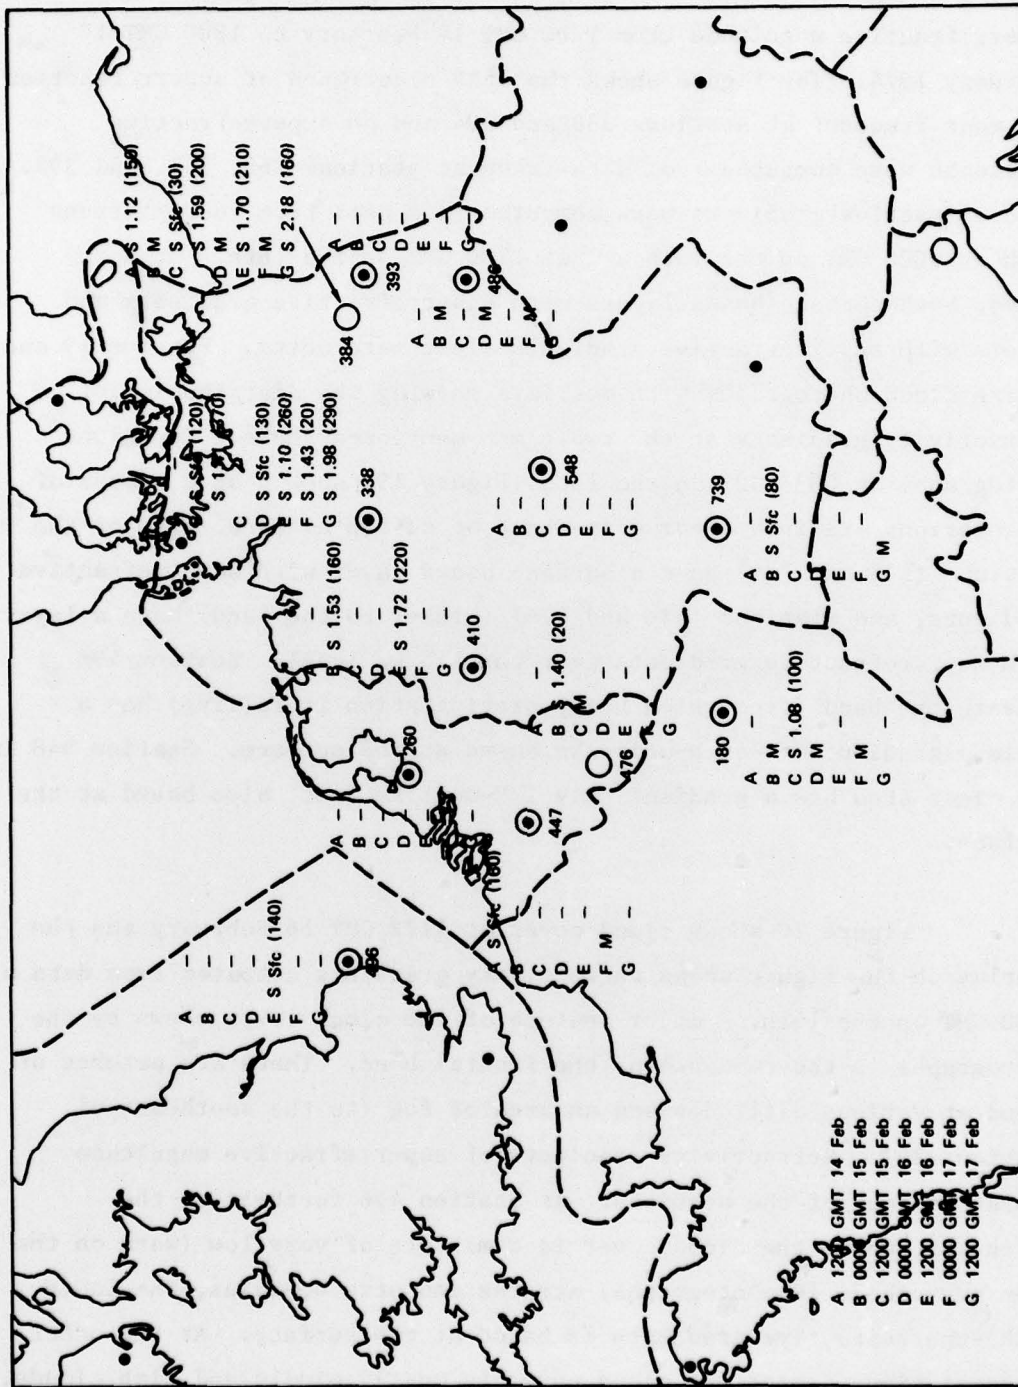 A –
B –
C –
D –
E S Sfc (140)
F –
G –
496
A –
B –
C –
D –
E
–
260
A S Sfc (160)
B –
C –
D –
E –
F M
G –
447
A –
B S 1.40 (20)
C M
D –
E –
F –
G
476
A –
B S 1.53 (160)
C –
D –
E S 1.72 (220)
F –
G –
410
S Sfc (120)
(270)
C –
D S Sfc (130)
E S 1.10 (260)
F S 1.43 (20)
G S 1.98 (290)
338
A S 1.12 (150)
B M
C S Sfc (30)
S 1.59 (200)
D M
E S 1.70 (210)
F M
G S 2.18 (160)
384
A –
B –
C –
D –
E –
F –
G –
393
A –
B M
C –
D M
E –
F M
G –
486
A –
B –
C –
D –
E –
F –
G –
548
A –
B S Sfc (80)
C –
D –
E –
F –
G M
739
A –
B M
C S 1.08 (100)
D M
E –
F M
G –
180
A 1200 GMT 14 Feb
B 0000 GMT 15 Feb
C 1200 GMT 15 Feb
D 0000 GMT 16 Feb
E 1200 GMT 16 Feb
F 0000 GMT 17 Feb
G 1200 GMT 17 Feb